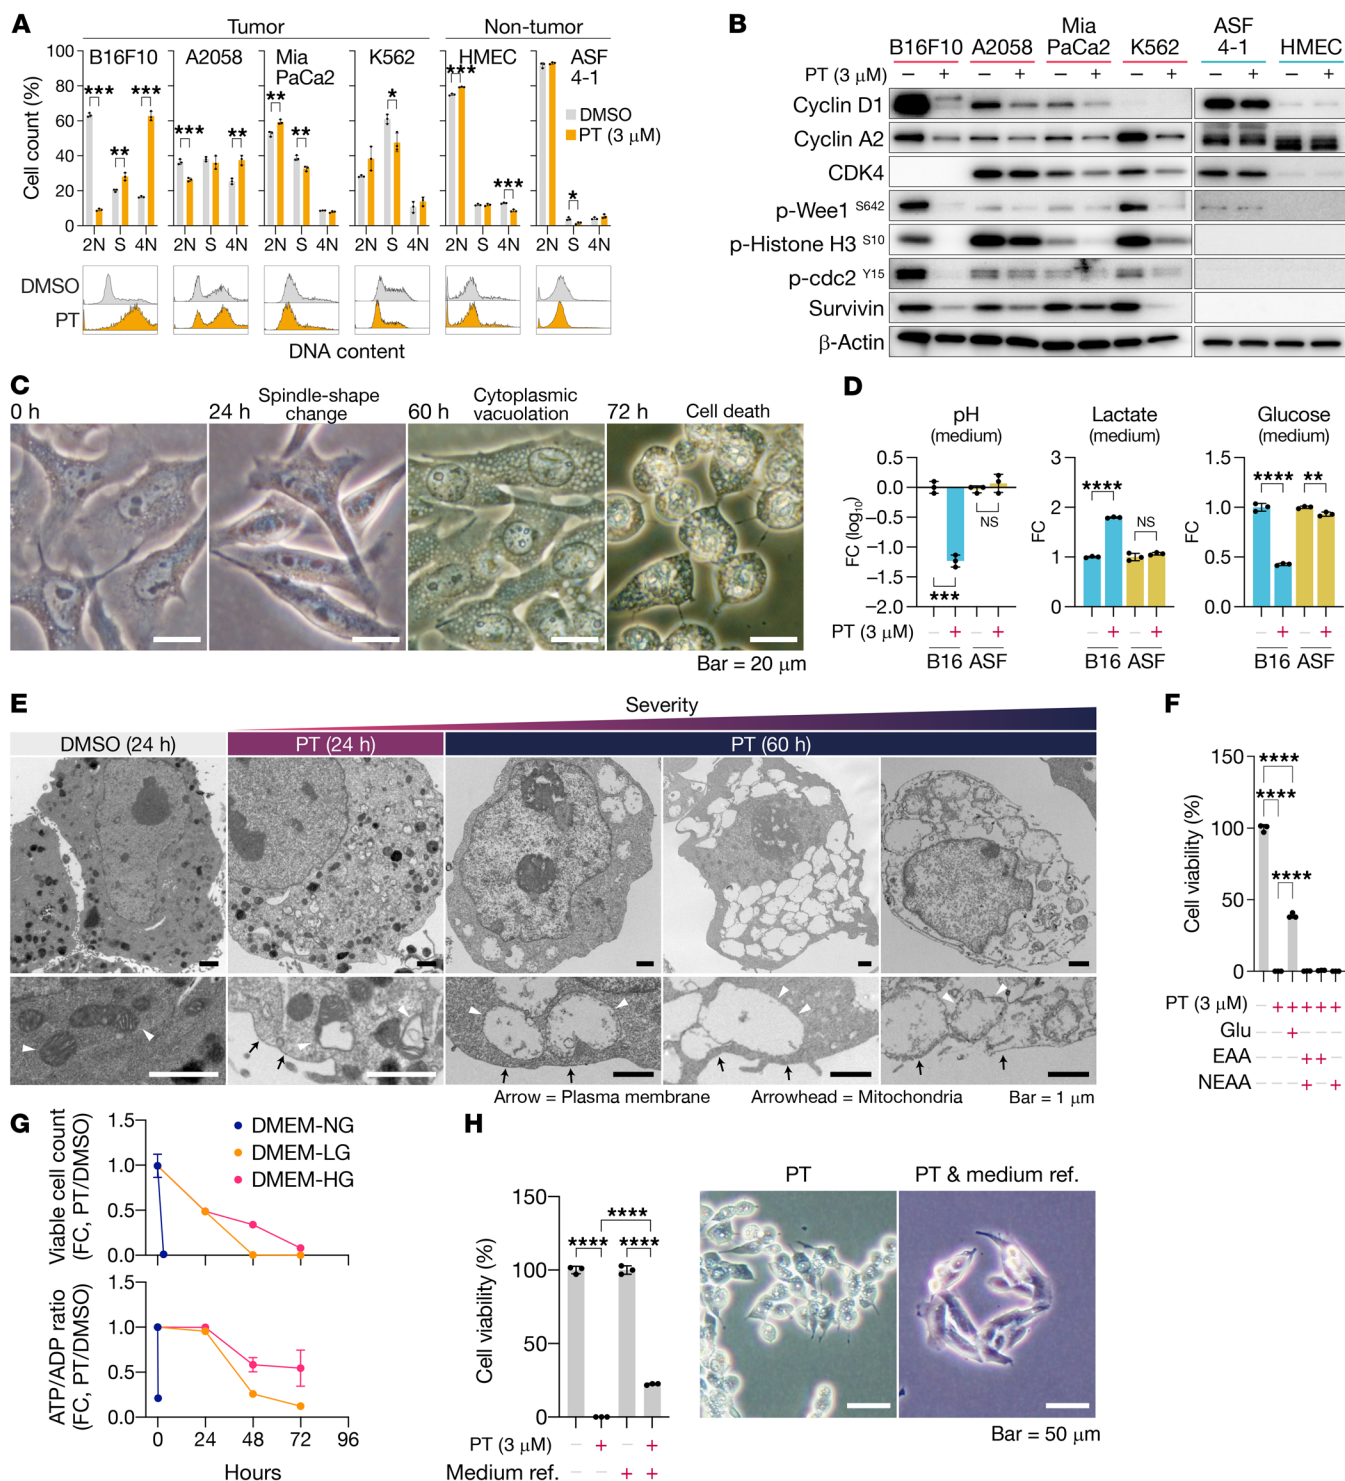 A
Tumor
Non-tumor
B16F10
A2058
Mia PaCa2
K562
HMEC
ASF 4-1
Cell count (%)
100
80
60
40
20
0
*** ** ***
*** **
** **
*
*** ***
*
DMSO
PT (3 μM)
2N S 4N 2N S 4N 2N S 4N 2N S 4N 2N S 4N 2N S 4N
DMSO
PT
DNA content
B
B16F10 A2058 Mia PaCa2 K562 ASF 4-1 HMEC
PT (3 μM) – + – + – + – + – + – +
Cyclin D1
Cyclin A2
CDK4
p-Wee1 S642
p-Histone H3 S10
p-cdc2 Y15
Survivin
β-Actin
C
0 h
24 h Spindle-shape change
60 h Cytoplasmic vacuolation
72 h Cell death
Bar = 20 μm
D
pH (medium)
FC (log10)
0.5
0.0
−0.5
−1.0
−1.5
−2.0
***
NS
Lactate (medium)
FC
3
2
1
0
****
NS
Glucose (medium)
FC
1.5
1.0
0.5
0.0
**** **
PT (3 μM) – + – + – + – + – + – +
B16 ASF B16 ASF B16 ASF
E
Severity
DMSO (24 h)
PT (24 h)
PT (60 h)
Arrow = Plasma membrane
Arrowhead = Mitochondria
Bar = 1 μm
F
Cell viability (%)
150
100
50
0
****
****
****
PT (3 μM) – + + + + +
Glu – – + – – –
EAA – – – + + –
NEAA – – – + – +
G
Viable cell count (FC, PT/DMSO)
1.5
1.0
0.5
0.0
DMEM-NG
DMEM-LG
DMEM-HG
ATP/ADP ratio (FC, PT/DMSO)
1.5
1.0
0.5
0.0
0 24 48 72 96
Hours
H
Cell viability (%)
150
100
50
0
****
**** ****
PT (3 μM) – + – +
Medium ref. – – + +
PT
PT & medium ref.
Bar = 50 μm